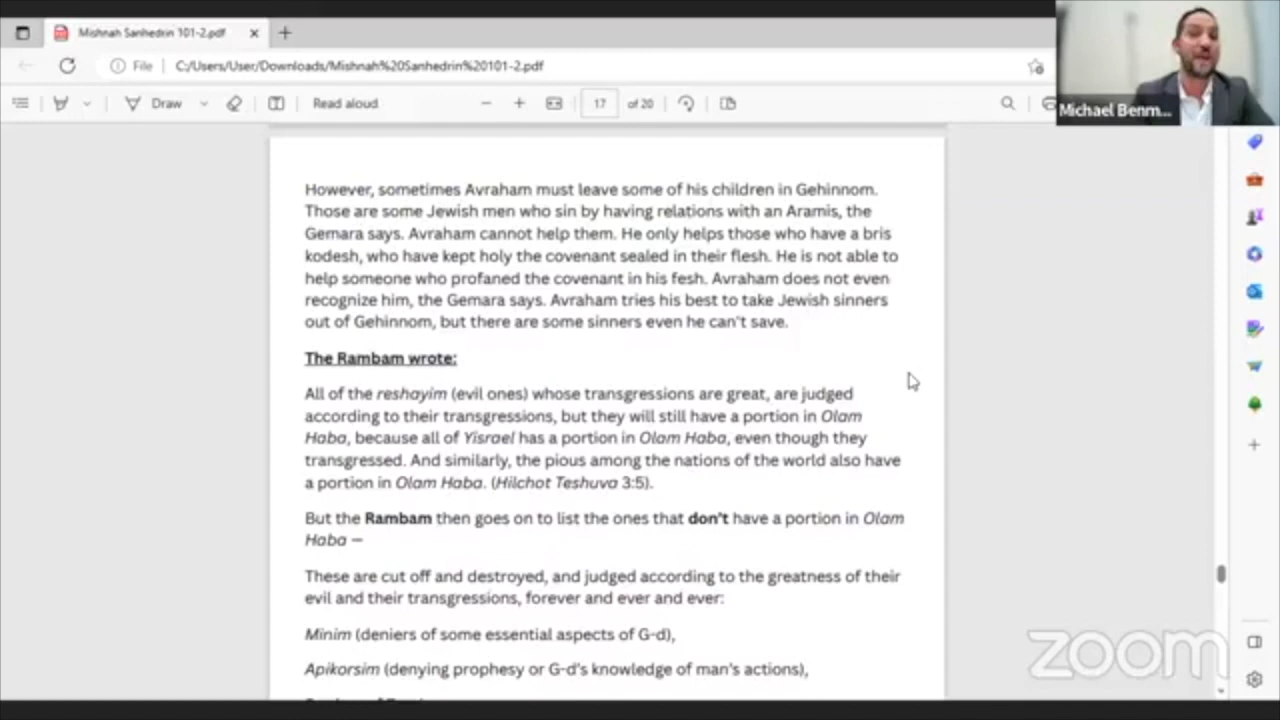 Mishnah Sanhedrin 101-2.pdf
File C:/Users/User/Downloads/Mishnah%20Sanhedrin%20101-2.pdf
Draw Read aloud 17 of 20
Michael Benm...
However, sometimes Avraham must leave some of his children in Gehinnom.
Those are some Jewish men who sin by having relations with an Aramis, the
Gemara says. Avraham cannot help them. He only helps those who have a bris
kodesh, who have kept holy the covenant sealed in their flesh. He is not able to
help someone who profaned the covenant in his fesh. Avraham does not even
recognize him, the Gemara says. Avraham tries his best to take Jewish sinners
out of Gehinnom, but there are some sinners even he can't save.
The Rambam wrote:
All of the reshayim (evil ones) whose transgressions are great, are judged
according to their transgressions, but they will still have a portion in Olam
Haba, because all of Yisrael has a portion in Olam Haba, even though they
transgressed. And similarly, the pious among the nations of the world also have
a portion in Olam Haba. (Hilchot Teshuva 3:5).
But the Rambam then goes on to list the ones that don't have a portion in Olam
Haba —
These are cut off and destroyed, and judged according to the greatness of their
evil and their transgressions, forever and ever and ever:
Minim (deniers of some essential aspects of G-d),
Apikorsim (denying prophesy or G-d's knowledge of man's actions),
zoom